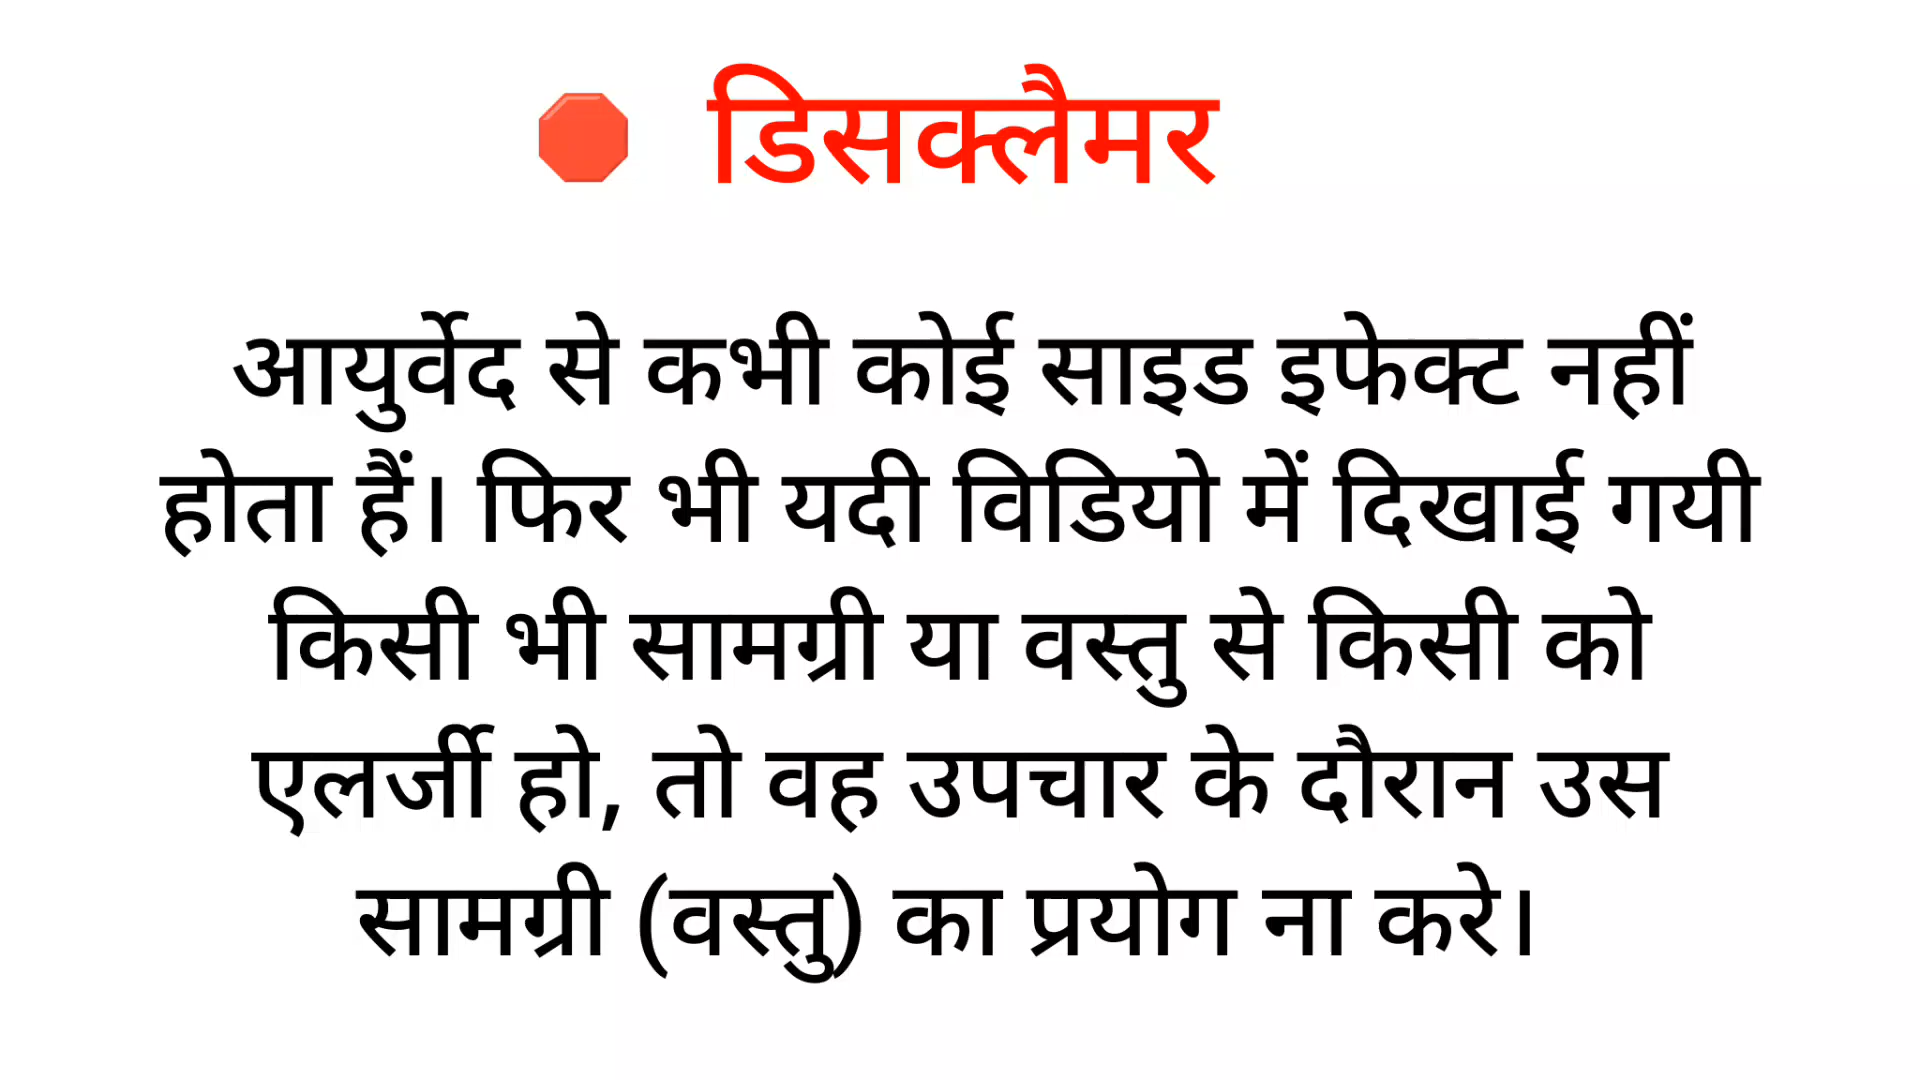 डिसक्लैमर
आयुर्वेद से कभी कोई साइड इफेक्ट नहीं
होता हैं। फिर भी यदी विडियो में दिखाई गयी
किसी भी सामग्री या वस्तु से किसी को
एलर्जी हो, तो वह उपचार के दौरान उस
सामग्री (वस्तु) का प्रयोग ना करे।